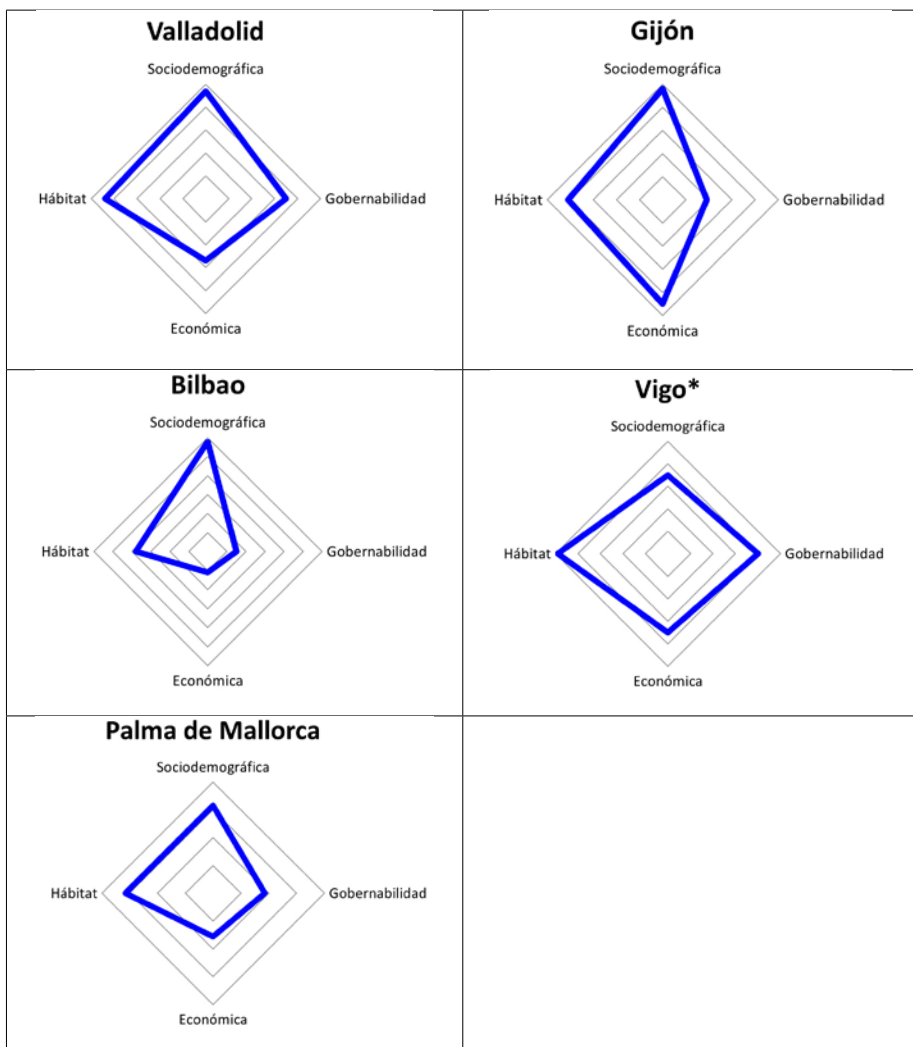 Valladolid
Sociodemográfica
Hábitat
Gobernabilidad
Económica
Gijón
Sociodemográfica
Hábitat
Gobernabilidad
Económica
Bilbao
Sociodemográfica
Hábitat
Gobernabilidad
Económica
Vigo*
Sociodemográfica
Hábitat
Gobernabilidad
Económica
Palma de Mallorca
Sociodemográfica
Hábitat
Gobernabilidad
Económica